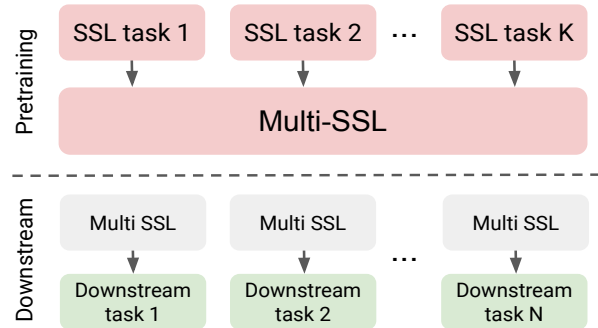 Pretraining
SSL task 1
SSL task 2
...
SSL task K
Multi-SSL
Downstream
Multi SSL
Multi SSL
...
Multi SSL
Downstream
task 1
Downstream
task 2
Downstream
task N